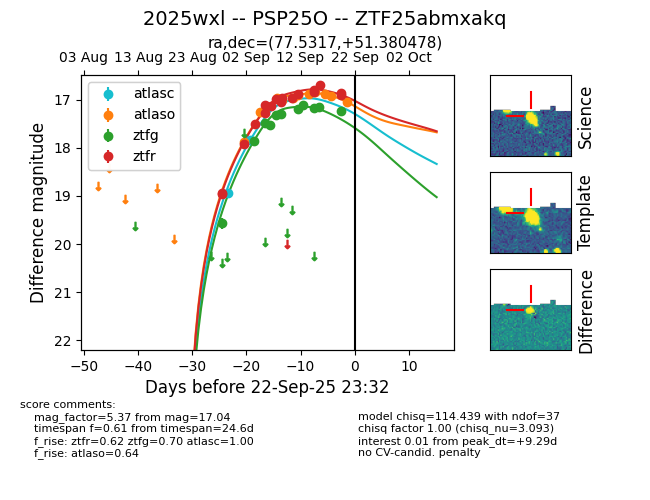 2025wxl -- PSP25O -- ZTF25abmxakq
ra,dec=(77.5317,+51.380478)
03 Aug 13 Aug 23 Aug 02 Sep 12 Sep 22 Sep 02 Oct
atlasc
atlaso
ztfg
ztfr
17
18
19
20
21
22
Difference magnitude
−50 −40 −30 −20 −10 0 10
Days before 22-Sep-25 23:32
Science
Template
Difference
score comments:
mag_factor=5.37 from mag=17.04
timespan f=0.61 from timespan=24.6d
f_rise: ztfr=0.62 ztfg=0.70 atlasc=1.00
f_rise: atlaso=0.64
model chisq=114.439 with ndof=37
chisq factor 1.00 (chisq_nu=3.093)
interest 0.01 from peak_dt=+9.29d
no CV-candid. penalty